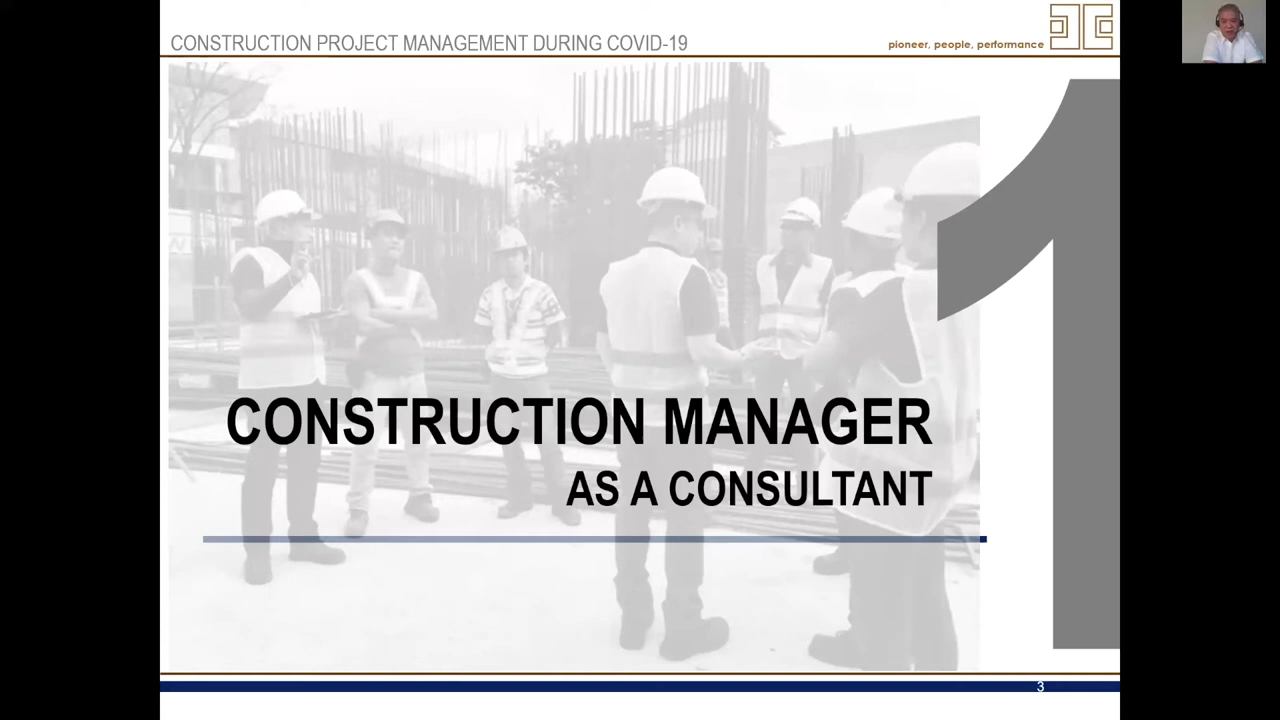 CONSTRUCTION PROJECT MANAGEMENT DURING COVID-19
pioneer, people, performance
1
CONSTRUCTION MANAGER
AS A CONSULTANT
3